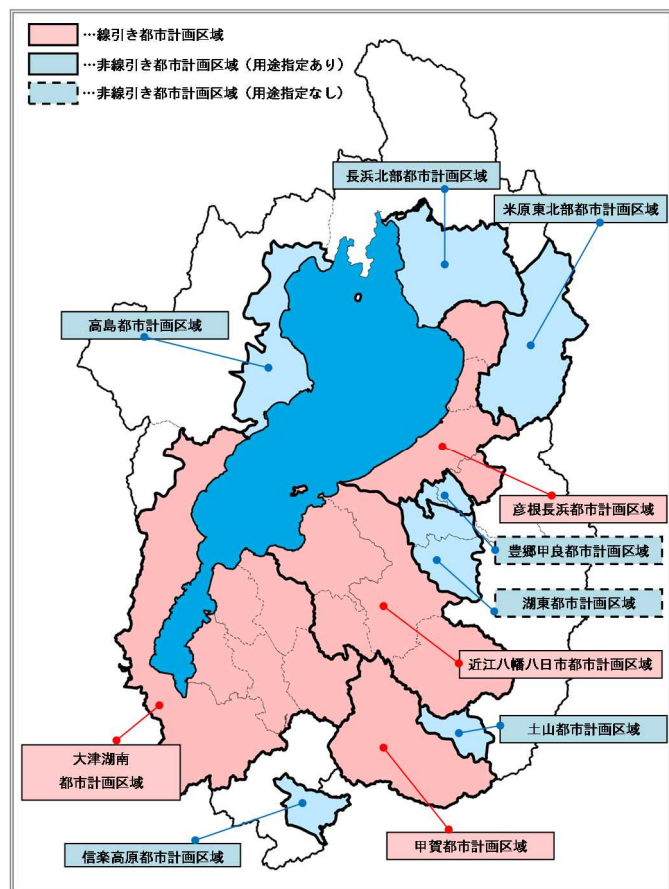 …線引き都市計画区域
…非線引き都市計画区域（用途指定あり）
…非線引き都市計画区域（用途指定なし）
長浜北部都市計画区域
米原東北部都市計画区域
高島都市計画区域
彦根長浜都市計画区域
豊郷甲良都市計画区域
湖東都市計画区域
近江八幡八日市都市計画区域
土山都市計画区域
大津湖南
都市計画区域
甲賀都市計画区域
信楽高原都市計画区域